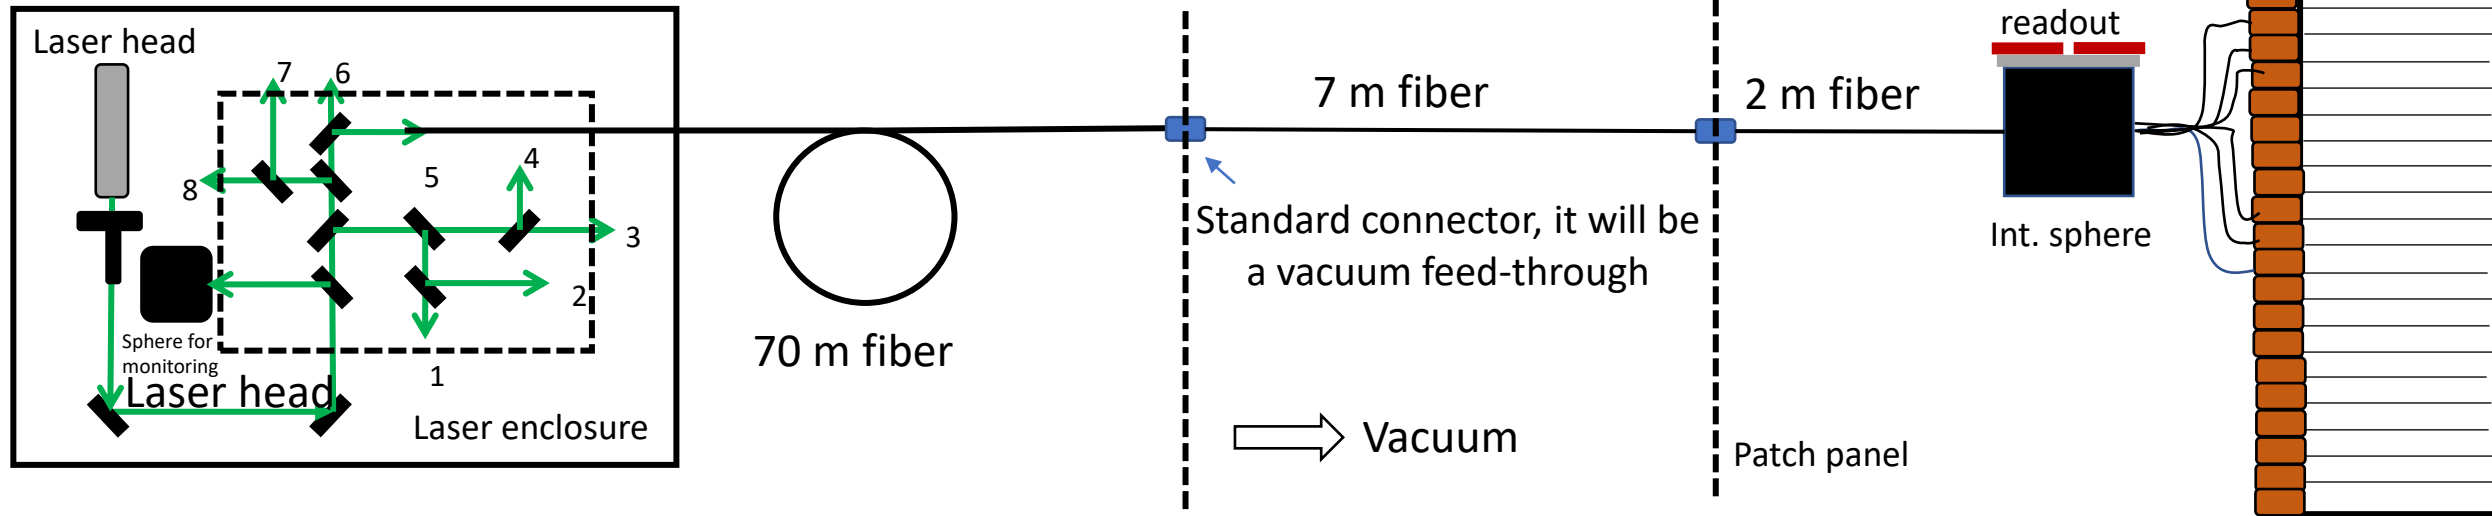 Laser head
7
6
8
5
4
3
2
1
Sphere for
monitoring
Laser head
Laser enclosure
70 m fiber
7 m fiber
Standard connector, it will be
a vacuum feed-through
Vacuum
2 m fiber
Patch panel
readout
Int. sphere